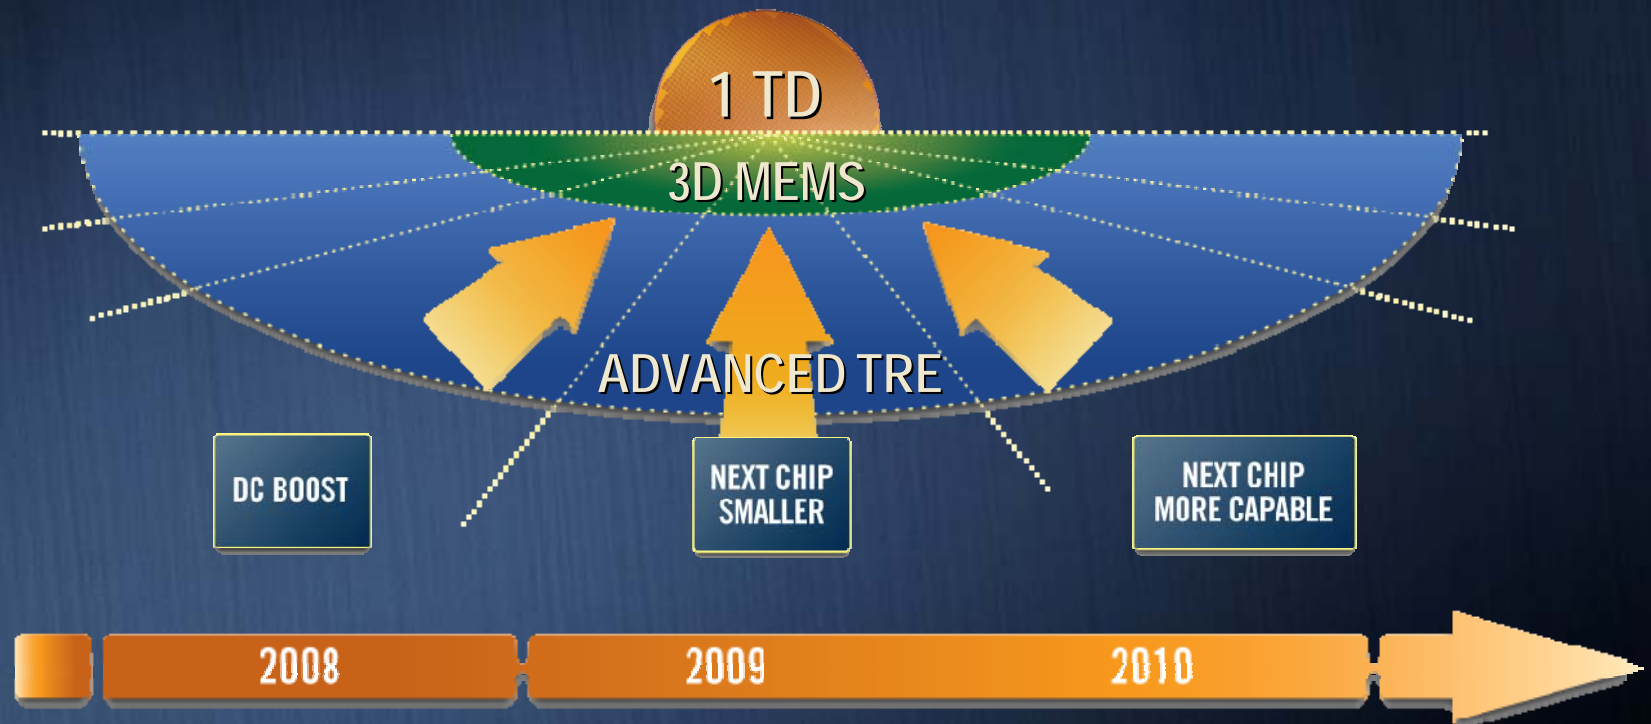 1 TD
3D MEMS
ADVANCED TRE
DC BOOST
NEXT CHIP
SMALLER
NEXT CHIP
MORE CAPABLE
2008
2009
2010